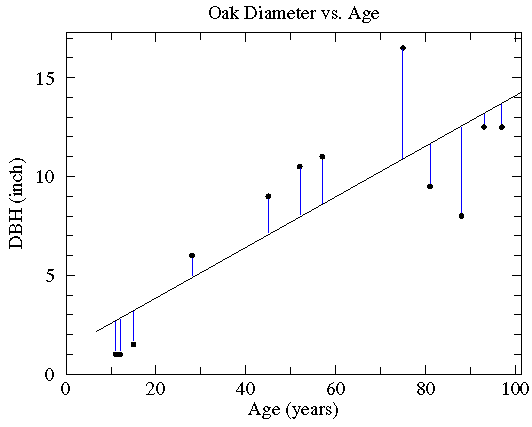 Oak Diameter vs. Age
15
10
5
0
DBH (inch)
0 20 40 60 80 100
Age (years)